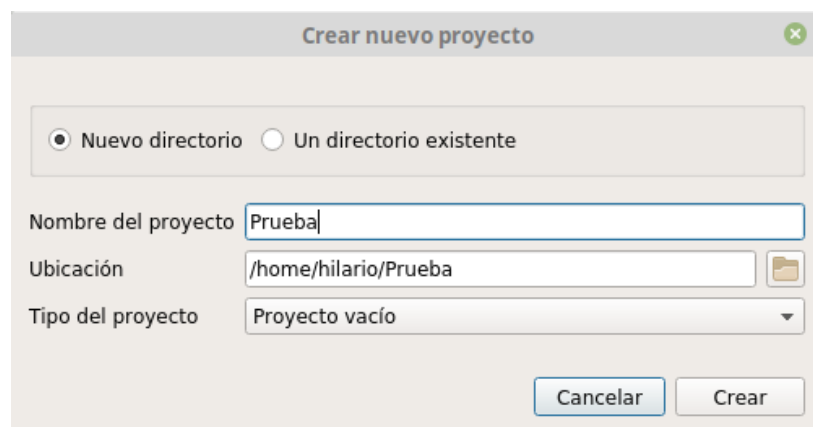 Crear nuevo proyecto
Nuevo directorio Un directorio existente
Nombre del proyecto Prueba
Ubicación /home/hilario/Prueba
Tipo del proyecto Proyecto vacío
Cancelar Crear